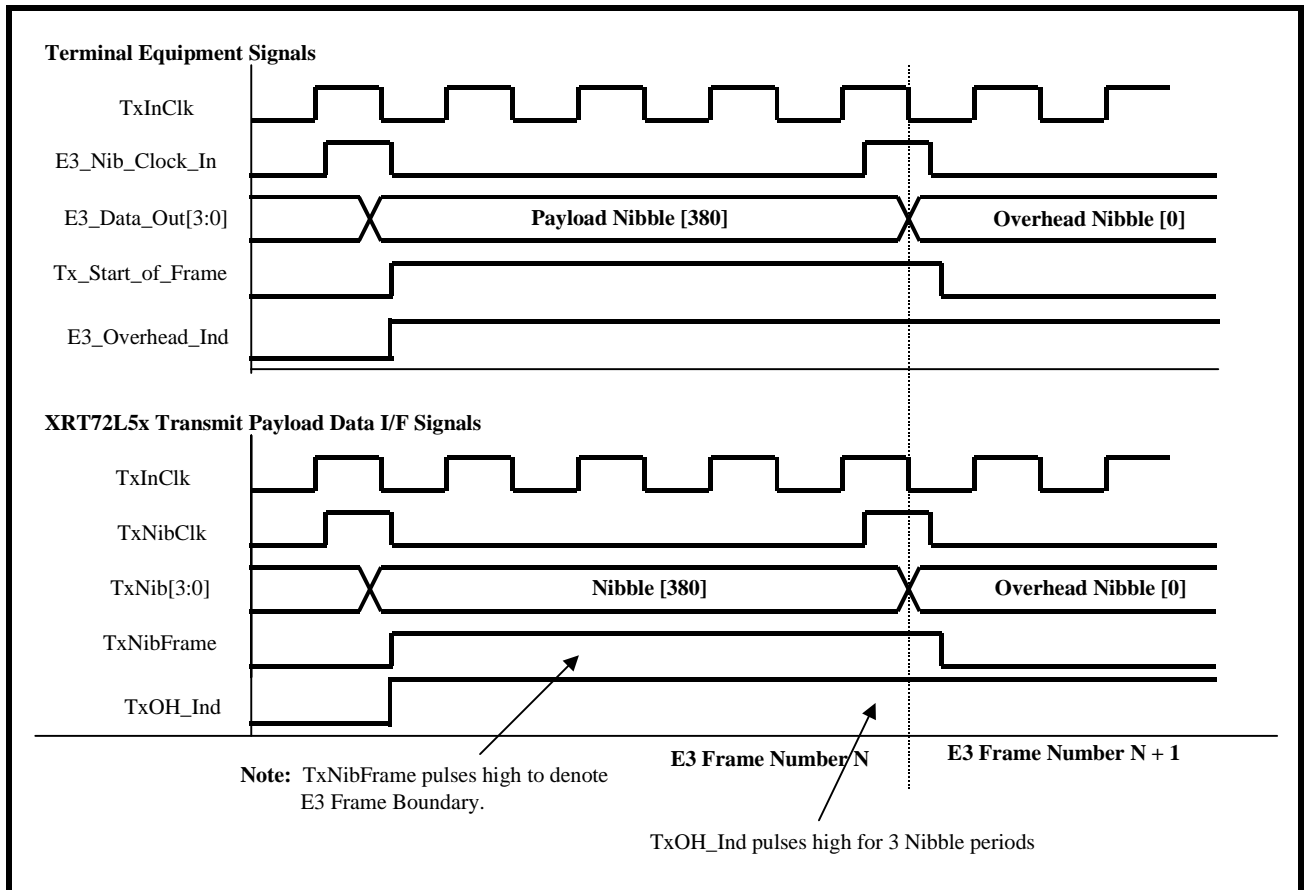 Terminal Equipment Signals
TxInClk
E3_Nib_Clock_In
E3_Data_Out[3:0]
Payload Nibble [380]
Overhead Nibble [0]
Tx_Start_of_Frame
E3_Overhead_Ind
XRT72L5x Transmit Payload Data I/F Signals
TxInClk
TxNibClk
TxNib[3:0]
Nibble [380]
Overhead Nibble [0]
TxNibFrame
TxOH_Ind
E3 Frame Number N
E3 Frame Number N + 1
Note: TxNibFrame pulses high to denote
E3 Frame Boundary.
TxOH_Ind pulses high for 3 Nibble periods